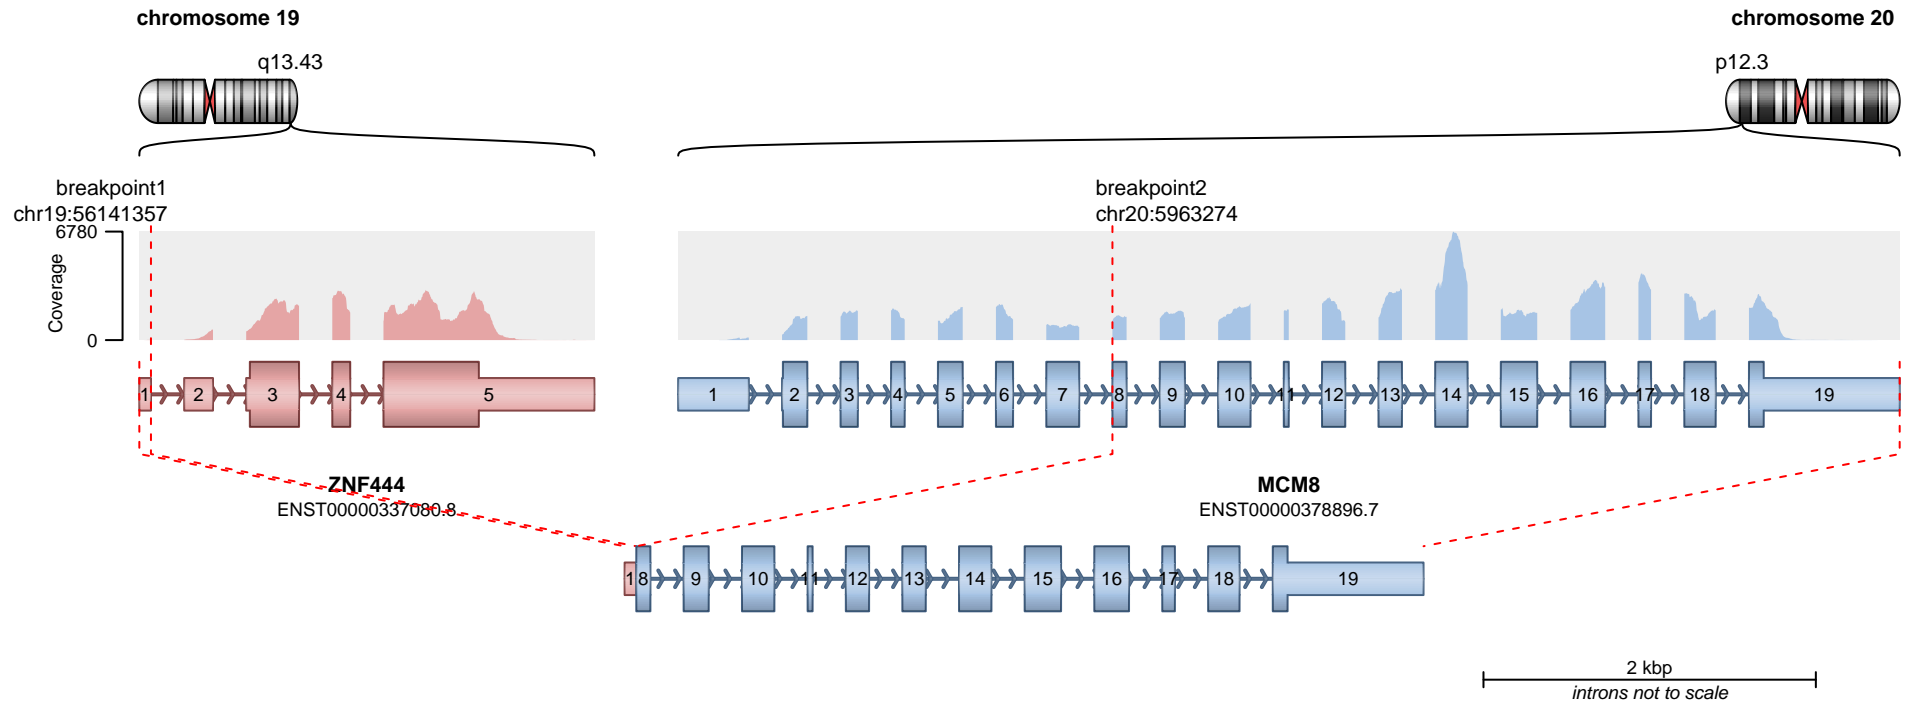 chromosome 19
chromosome 20
q13.43
p12.3
breakpoint1
chr19:56141357
breakpoint2
chr20:5963274
6780
Coverage
0
1 2 3 4 5
1 2 3 4 5 6 7 8 9 10 11 12 13 14 15 16 17 18 19
ZNF444
ENST00000337080.8
MCM8
ENST00000378896.7
1 8 9 10 11 12 13 14 15 16 17 18 19
2 kbp
introns not to scale